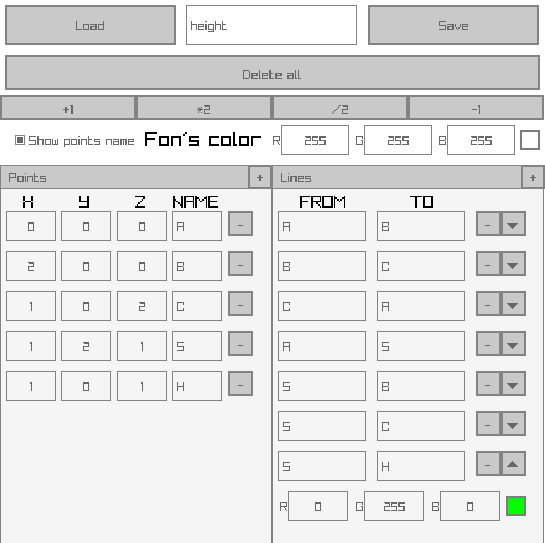 Load height Save
Delete all
+1 *2 /2 -1
Show points name Fon's color R 255 G 255 B 255
Points + Lines +
X Y Z NAME FROM TO
0 0 0 A - A B -
2 0 0 B - B C -
1 0 2 C - C A -
1 2 1 S - A S -
1 0 1 H - S B -
S C -
S H -
R 0 G 255 B 0